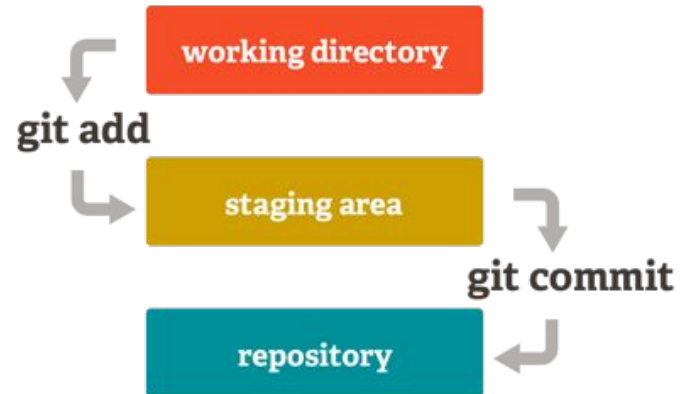 working directory
git add
staging area
git commit
repository